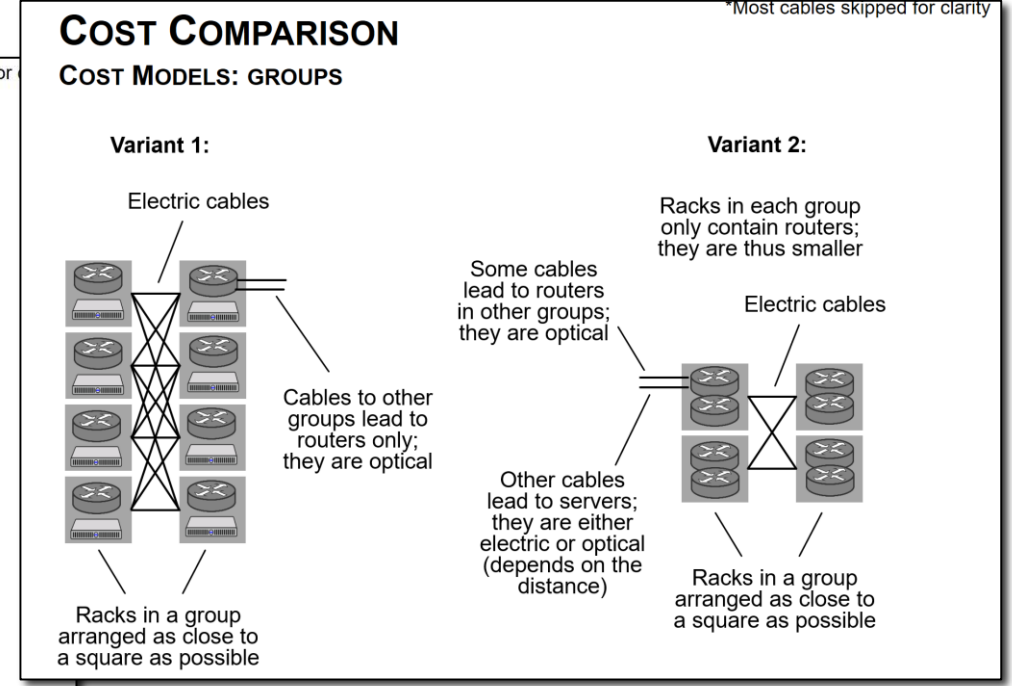 *Most cables skipped for clarity
COST COMPARISON
or
COST MODELS: GROUPS
Variant 1:
Electric cables
Cables to other
groups lead to
routers only;
they are optical
Racks in a group
arranged as close to
a square as possible
Variant 2:
Racks in each group
only contain routers;
they are thus smaller
Some cables
lead to routers
in other groups;
they are optical
Electric cables
Other cables
lead to servers;
they are either
electric or optical
(depends on the
distance)
Racks in a group
arranged as close to
a square as possible